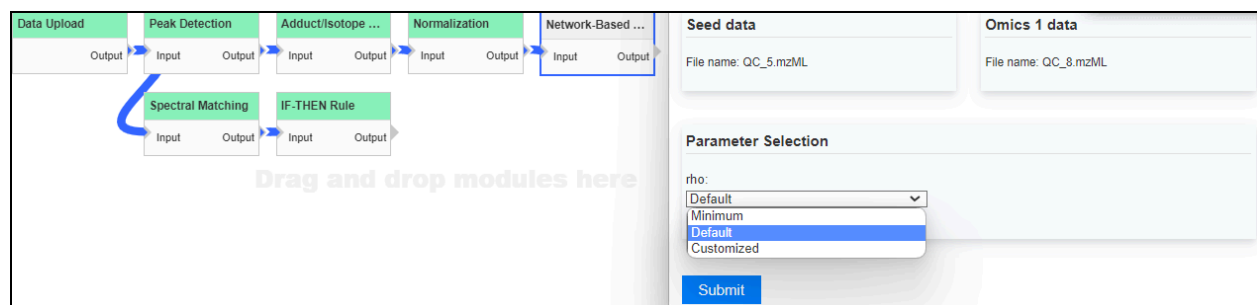 Data Upload
Output
Peak Detection
Input Output
Adduct/Isotope ...
Input Output
Normalization
Input Output
Network-Based ...
Input Output
Spectral Matching
Input Output
IF-THEN Rule
Input Output
Drag and drop modules here
Seed data
File name: QC_5.mzML
Omics 1 data
File name: QC_8.mzML
Parameter Selection
rho:
Default
Minimum
Default
Customized
Submit